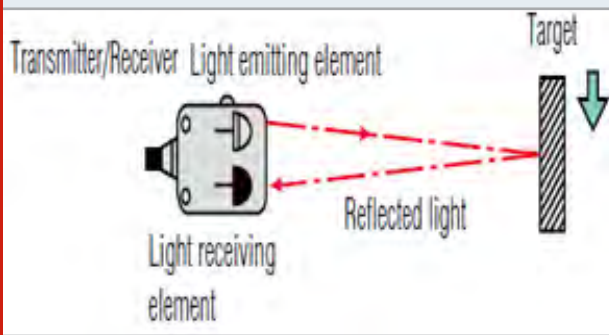 Target
Transmitter/Receiver Light emitting element
Reflected light
Light receiving
element